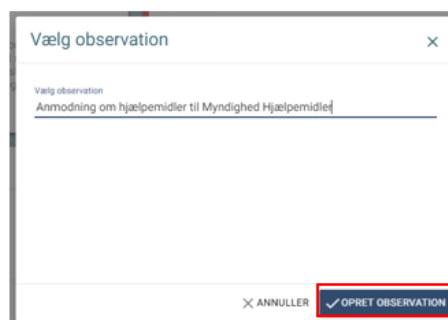 Vælg observation
Vælg observation
Anmodning om hjælpemidler til Myndighed Hjælpemidler
ANNULLER
OPRET OBSERVATION